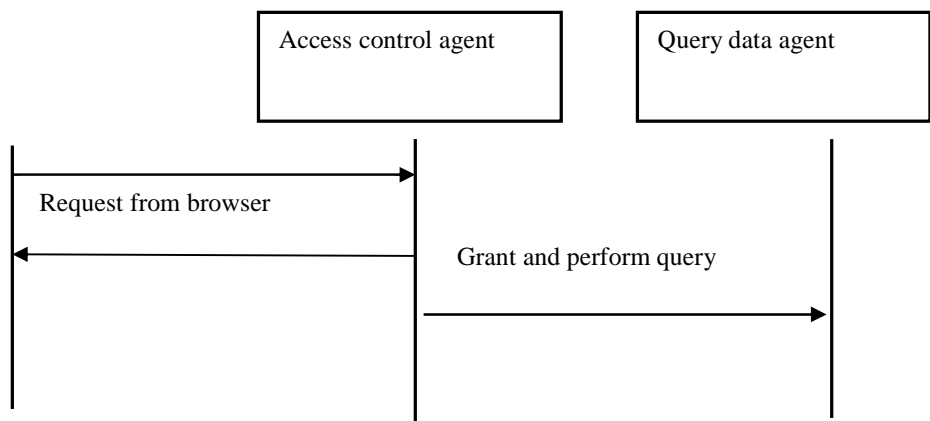 Access control agent
Query data agent
Request from browser
Grant and perform query